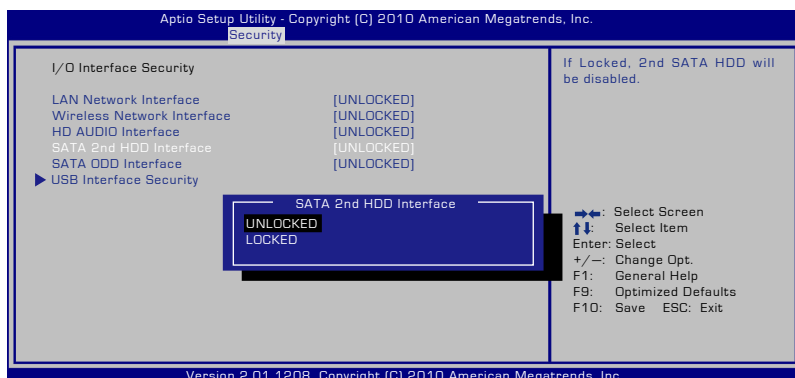 Aptio Setup Utility - Copyright (C) 2010 American Megatrends, Inc.
Security
I/O Interface Security
LAN Network Interface [UNLOCKED]
Wireless Network Interface [UNLOCKED]
HD AUDIO Interface [UNLOCKED]
SATA 2nd HDD Interface [UNLOCKED]
SATA ODD Interface [UNLOCKED]
USB Interface Security
SATA 2nd HDD Interface
UNLOCKED
LOCKED
If Locked, 2nd SATA HDD will
be disabled.
→←: Select Screen
↑↓: Select Item
Enter: Select
+/—: Change Opt.
F1: General Help
F9: Optimized Defaults
F10: Save ESC: Exit
Version 2.01.1208. Copyright (C) 2010 American Megatrends, Inc.